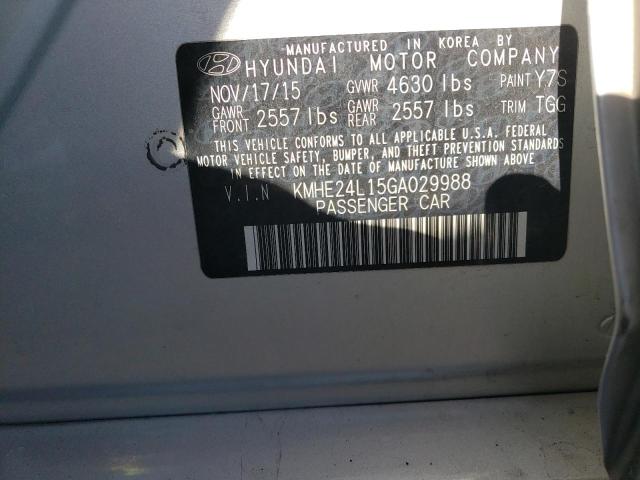 MANUFACTURED IN KOREA BY
HYUNDAI MOTOR COMPANY
NOV/17/15 GVWR 4630 lbs PAINT Y7S
GAWR FRONT 2557 lbs GAWR REAR 2557 lbs TRIM TGG
THIS VEHICLE CONFORMS TO ALL APPLICABLE U.S.A. FEDERAL
MOTOR VEHICLE SAFETY, BUMPER, AND THEFT PREVENTION STANDARDS
IN EFFECT ON THE DATE OF MANUFACTURE SHOWN ABOVE.
V.I.N KMHE24L15GA029988
PASSENGER CAR